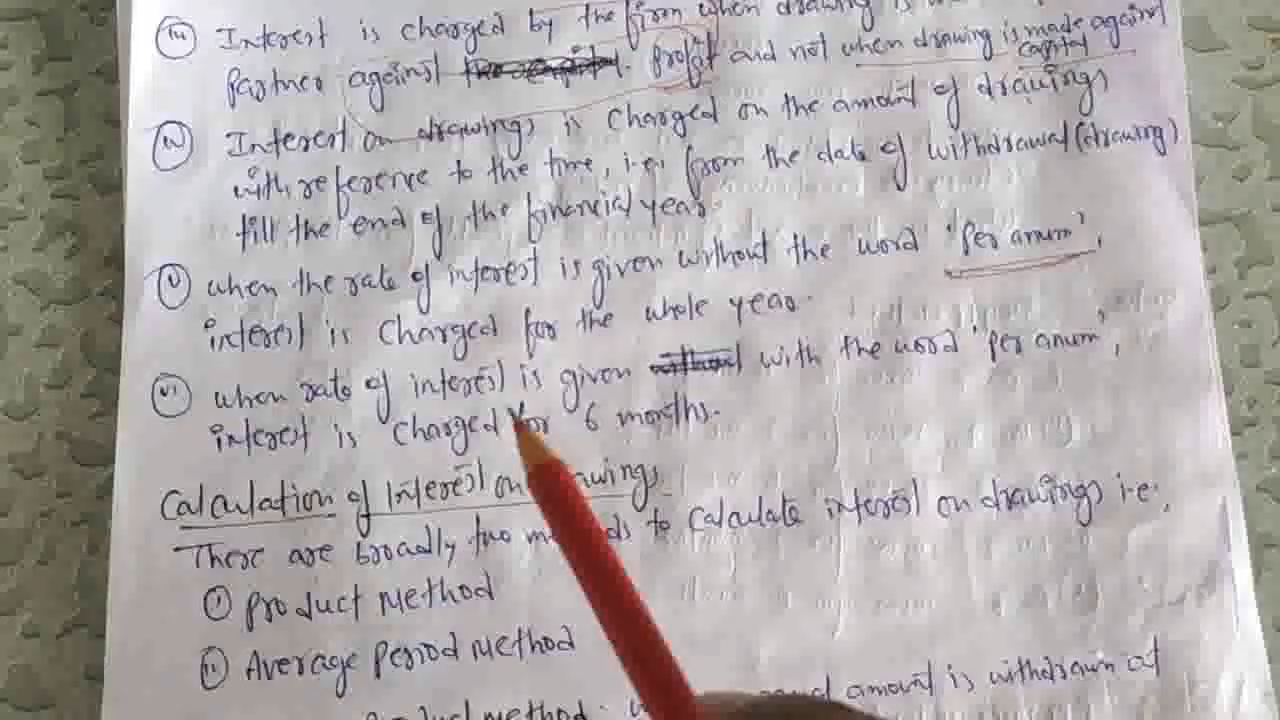 (iii) Interest is charged by the firm when drawing is
Partner against profit and not when drawing is made against capital
(iv) Interest on drawings is charged on the amount of drawings
with reference to the time, i.e. from the date of withdrawal (drawing)
till the end of the financial year.
(v) when the rate of interest is given without the word 'per anum',
interest is charged for the whole year.
(vi) when rate of interest is given with the word 'per anum',
interest is charged for 6 months.
Calculation of Interest on
There are broadly two to calculate interest on drawings i.e.,
(i) Product Method
(ii) Average Period Method
Method: amount is withdrawn at